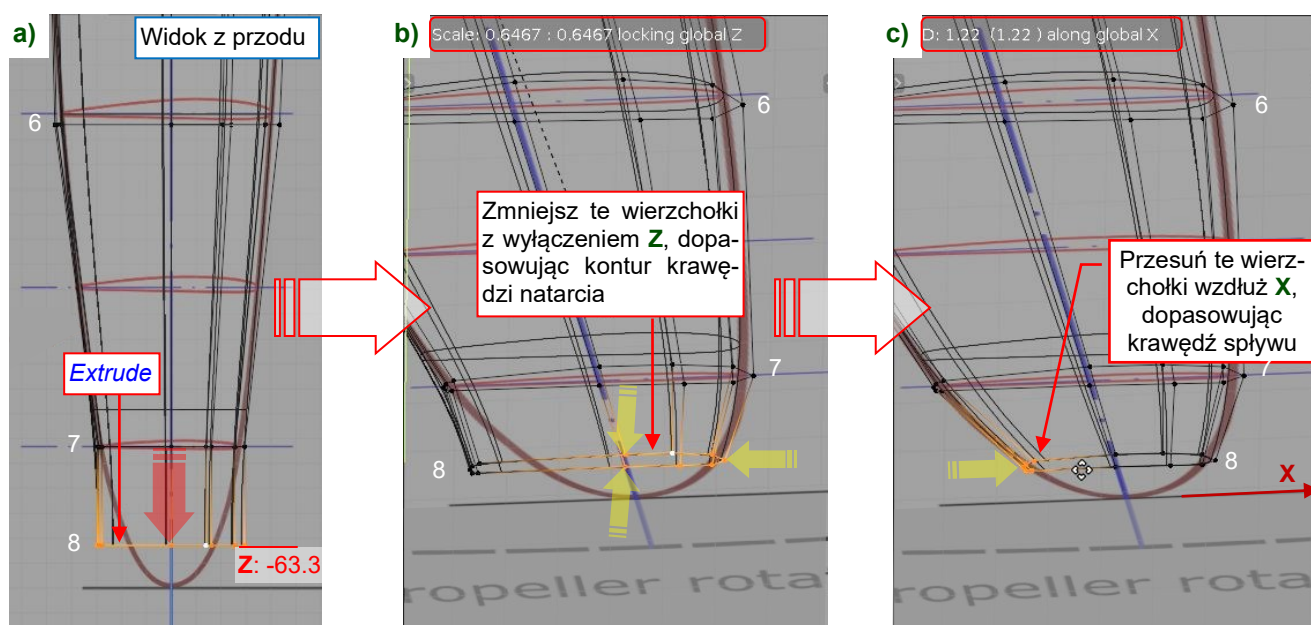 a)
Widok z przodu
6
Extrude
7
8
Z: -63.3
b)
Scale: 0.6467 : 0.6467 locking global Z
6
Zmniejsz te wierzchołki
z wyłączeniem Z, dopa-
sowując kontur krawę-
dzi natarcia
7
8
ropeller rota
c)
D: 1.22 (1.22 ) along global X
6
Przesuń te wierz-
chołki wzdłuż X,
dopasowując
krawędź spływu
7
8
X
ropeller rota